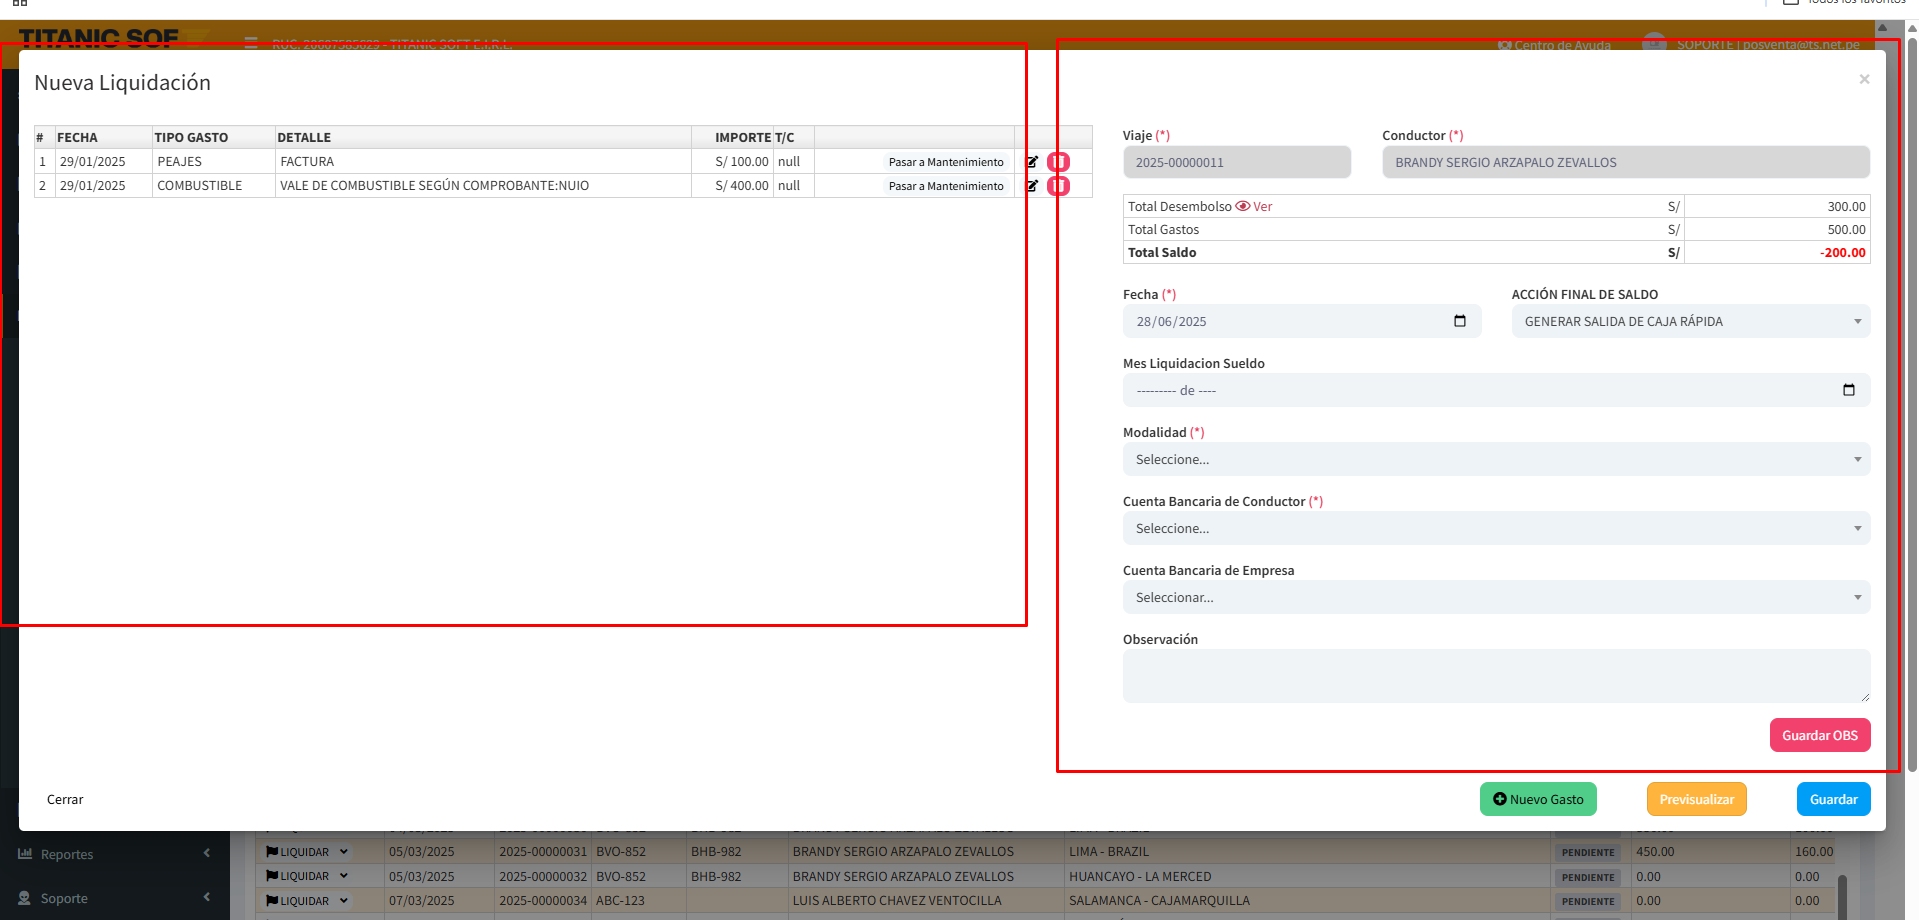 TITANIC SOF
RUC: 20607585629 - TITANIC SOFT E.I.R.L.
Centro de Ayuda
SOPORTE | posventa@ts.net.pe
Nueva Liquidación
×
# FECHA TIPO GASTO DETALLE IMPORTE T/C
1 29/01/2025 PEAJES FACTURA S/ 100.00 null Pasar a Mantenimiento
2 29/01/2025 COMBUSTIBLE VALE DE COMBUSTIBLE SEGÚN COMPROBANTE:NUIO S/ 400.00 null Pasar a Mantenimiento
Viaje (*) Conductor (*)
2025-00000011 BRANDY SERGIO ARZAPALO ZEVALLOS
Total Desembolso Ver S/ 300.00
Total Gastos S/ 500.00
Total Saldo S/ -200.00
Fecha (*) ACCIÓN FINAL DE SALDO
28/06/2025 GENERAR SALIDA DE CAJA RÁPIDA
Mes Liquidacion Sueldo
--------- de ----
Modalidad (*)
Seleccione...
Cuenta Bancaria de Conductor (*)
Seleccione...
Cuenta Bancaria de Empresa
Seleccionar...
Observación
Guardar OBS
Cerrar Nuevo Gasto Previsualizar Guardar
Reportes
Soporte
LIQUIDAR 05/03/2025 2025-00000031 BVO-852 BHB-982 BRANDY SERGIO ARZAPALO ZEVALLOS LIMA - BRAZIL PENDIENTE 450.00 160.00
LIQUIDAR 05/03/2025 2025-00000032 BVO-852 BHB-982 BRANDY SERGIO ARZAPALO ZEVALLOS HUANCAYO - LA MERCED PENDIENTE 0.00 0.00
LIQUIDAR 07/03/2025 2025-00000034 ABC-123 LUIS ALBERTO CHAVEZ VENTOCILLA SALAMANCA - CAJAMARQUILLA PENDIENTE 0.00 0.00